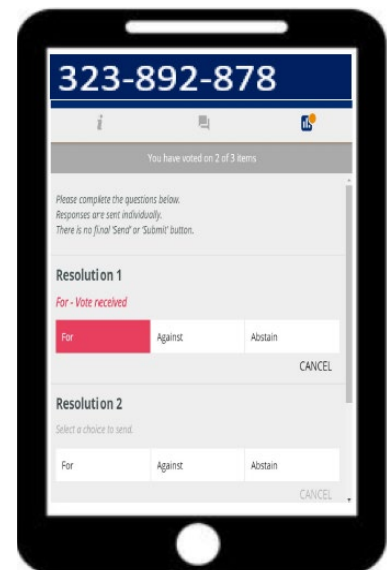 323-892-878
i
You have voted on 2 of 3 items
Please complete the questions below.
Responses are sent individually.
There is no final 'Send' or 'Submit' button.
Resolution 1
For - Vote received
For Against Abstain
CANCEL
Resolution 2
Select a choice to send.
For Against Abstain
CANCEL